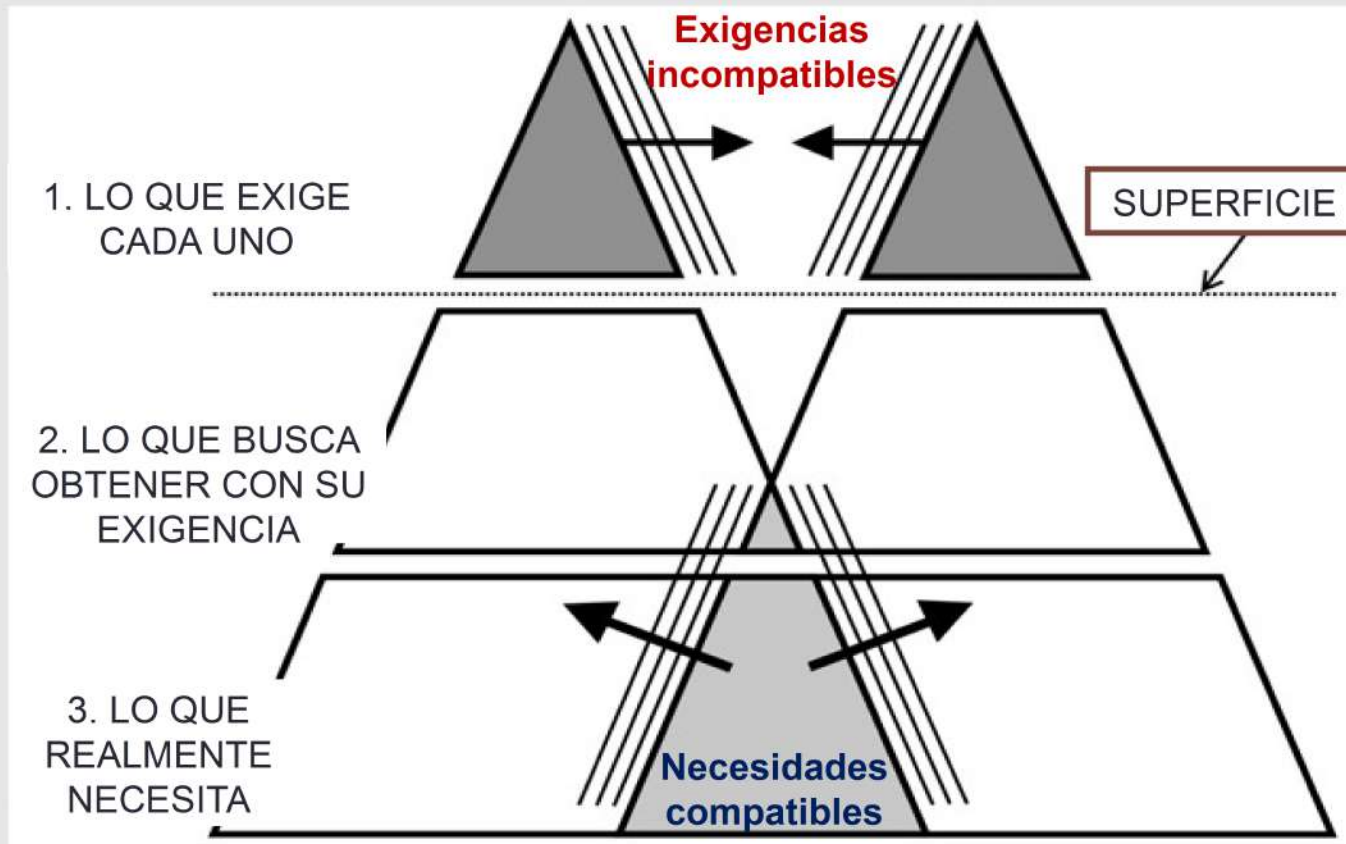 Exigencias
incompatibles
1. LO QUE EXIGE
CADA UNO
SUPERFICIE
2. LO QUE BUSCA
OBTENER CON SU
EXIGENCIA
3. LO QUE
REALMENTE
NECESITA
Necesidades
compatibles